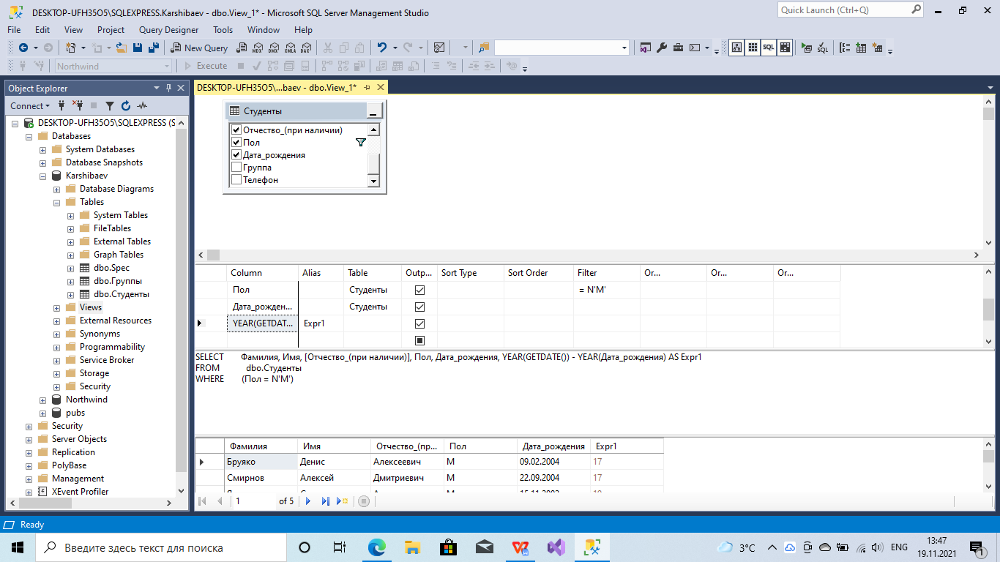 DESKTOP-UFH35O5\SQLEXPRESS.Karshibaev - dbo.View_1* - Microsoft SQL Server Management Studio
Quick Launch (Ctrl+Q)
File Edit View Project Query Designer Tools Window Help
New Query MDX DMX XMLA DAX SQL SQL
Northwind Execute
Object Explorer
DESKTOP-UFH35O5\...baev - dbo.View_1*
Connect
DESKTOP-UFH35O5\SQLEXPRESS (S
Databases
System Databases
Database Snapshots
Karshibaev
Database Diagrams
Tables
System Tables
FileTables
External Tables
Graph Tables
dbo.Spec
dbo.Группы
dbo.Студенты
Views
External Resources
Synonyms
Programmability
Service Broker
Storage
Security
Northwind
pubs
Security
Server Objects
Replication
PolyBase
Management
XEvent Profiler
Студенты
Отчество_(при наличии)
Пол
Дата_рождения
Группа
Телефон
Column Alias Table Outp... Sort Type Sort Order Filter Or... Or... Or...
Пол Студенты = N'М'
Дата_рожден... Студенты
YEAR(GETDAT... Expr1
SELECT Фамилия, Имя, [Отчество_(при наличии)], Пол, Дата_рождения, YEAR(GETDATE()) - YEAR(Дата_рождения) AS Expr1
FROM dbo.Студенты
WHERE (Пол = N'М')
Фамилия Имя Отчество_(пр... Пол Дата_рождения Expr1
Бруяко Денис Алексеевич М 09.02.2004 17
Смирнов Алексей Дмитриевич М 22.09.2004 17
1 of 5
Ready
Введите здесь текст для поиска
3°C ENG 13:47
19.11.2021 1